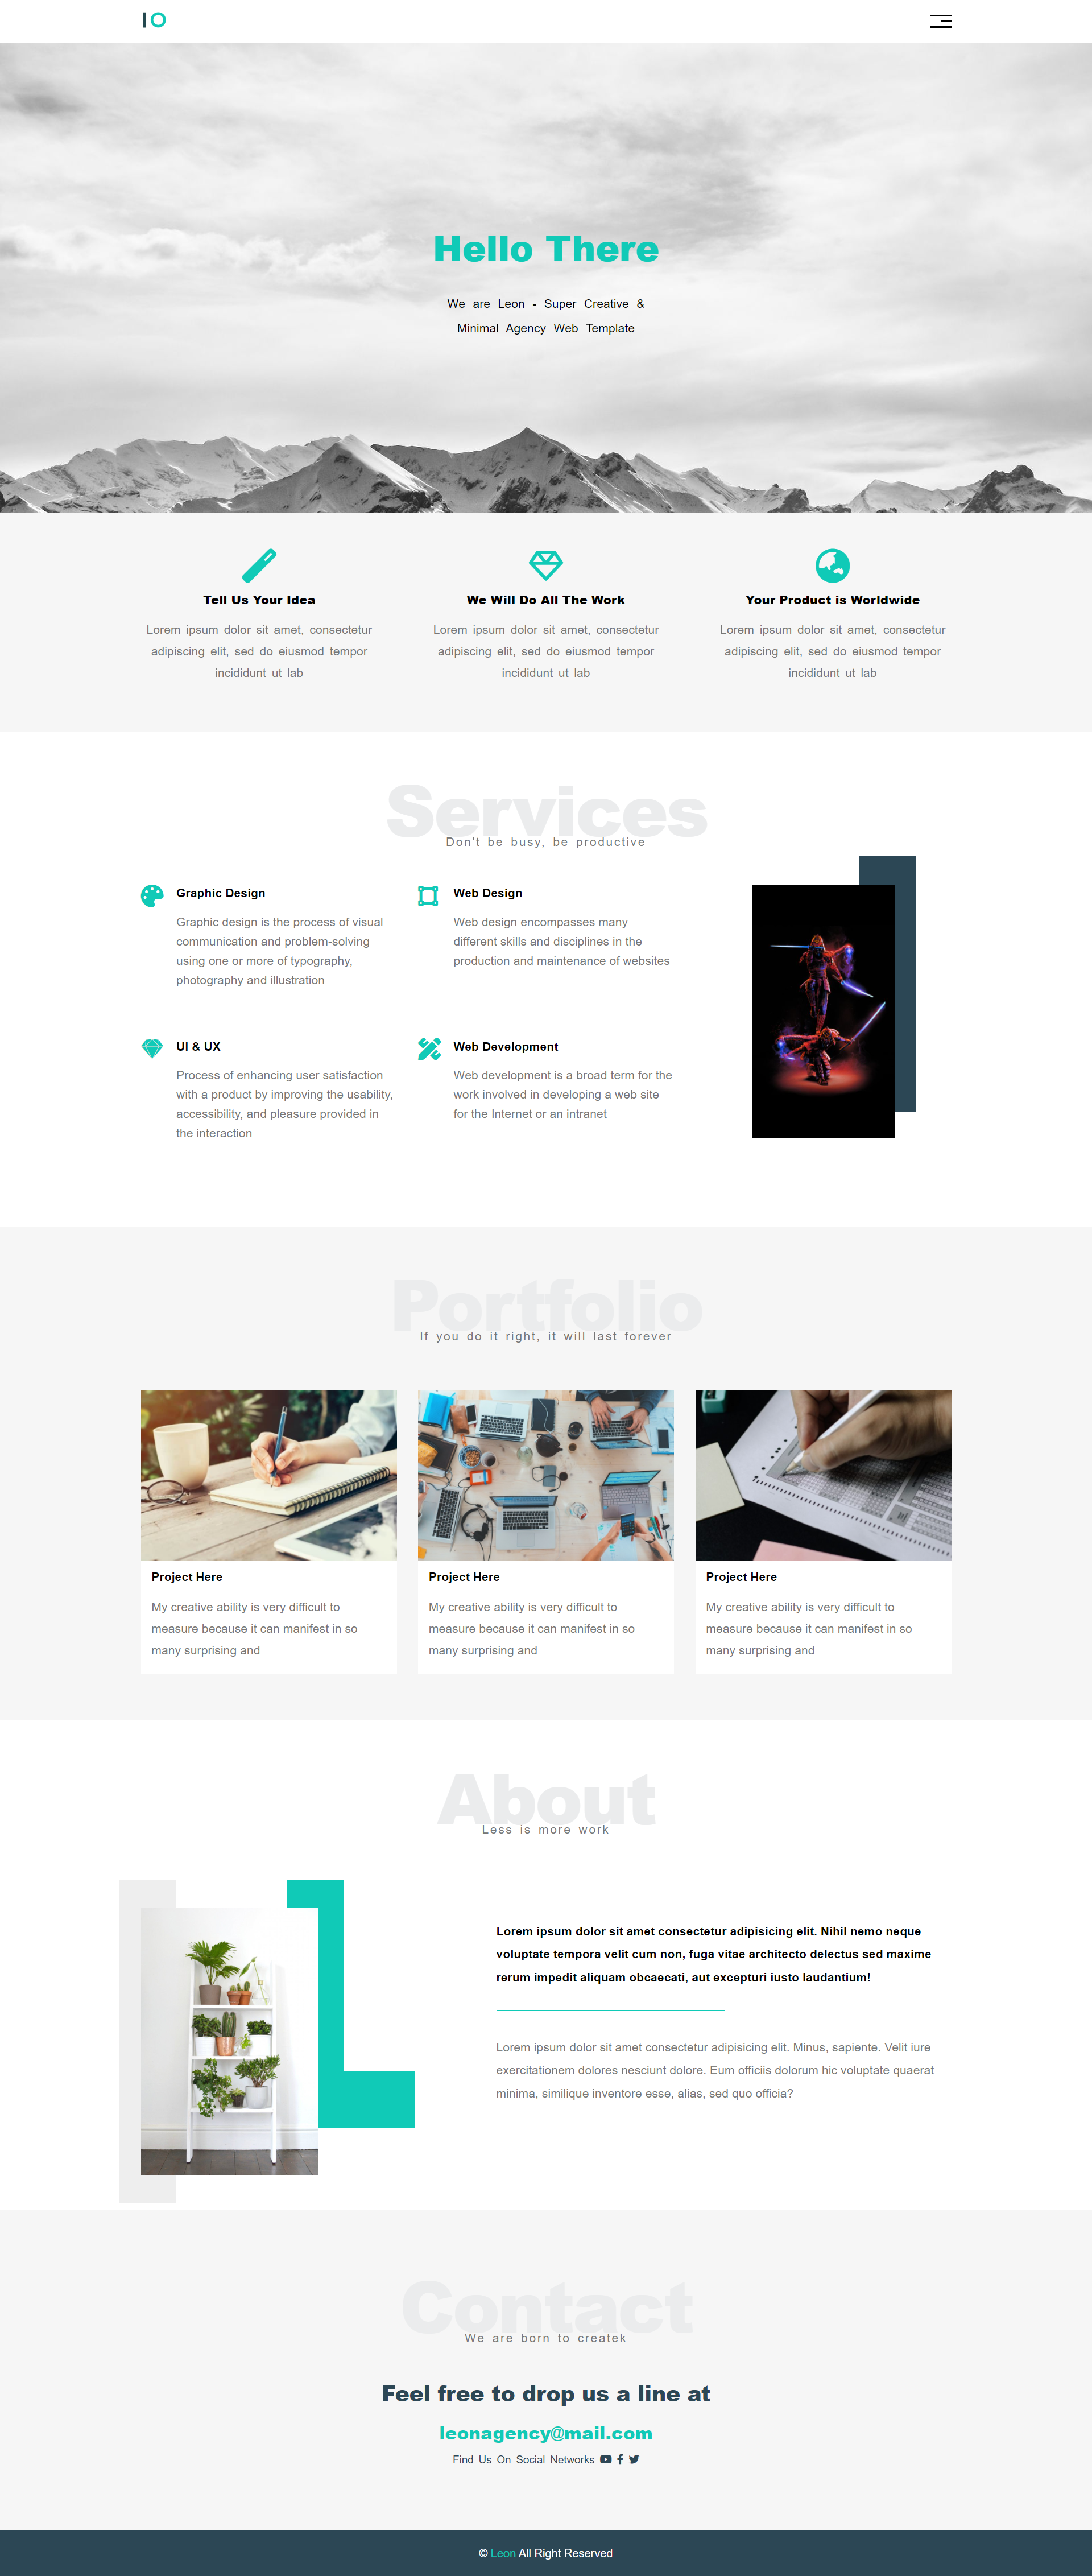 IO
Hello There
We are Leon - Super Creative &
Minimal Agency Web Template
Tell Us Your Idea
Lorem ipsum dolor sit amet, consectetur
adipiscing elit, sed do eiusmod tempor
incididunt ut lab
We Will Do All The Work
Lorem ipsum dolor sit amet, consectetur
adipiscing elit, sed do eiusmod tempor
incididunt ut lab
Your Product is Worldwide
Lorem ipsum dolor sit amet, consectetur
adipiscing elit, sed do eiusmod tempor
incididunt ut lab
Services
Don't be busy, be productive
Graphic Design
Graphic design is the process of visual
communication and problem-solving
using one or more of typography,
photography and illustration
Web Design
Web design encompasses many
different skills and disciplines in the
production and maintenance of websites
UI & UX
Process of enhancing user satisfaction
with a product by improving the usability,
accessibility, and pleasure provided in
the interaction
Web Development
Web development is a broad term for the
work involved in developing a web site
for the Internet or an intranet
Portfolio
If you do it right, it will last forever
Project Here
My creative ability is very difficult to
measure because it can manifest in so
many surprising and
Project Here
My creative ability is very difficult to
measure because it can manifest in so
many surprising and
Project Here
My creative ability is very difficult to
measure because it can manifest in so
many surprising and
About
Less is more work
Lorem ipsum dolor sit amet consectetur adipisicing elit. Nihil nemo neque
voluptate tempora velit cum non, fuga vitae architecto delectus sed maxime
rerum impedit aliquam obcaecati, aut excepturi iusto laudantium!
Lorem ipsum dolor sit amet consectetur adipisicing elit. Minus, sapiente. Velit iure
exercitationem dolores nesciunt dolore. Eum officiis dolorum hic voluptate quaerat
minima, similique inventore esse, alias, sed quo officia?
Contact
We are born to createk
Feel free to drop us a line at
leonagency@mail.com
Find Us On Social Networks
© Leon All Right Reserved